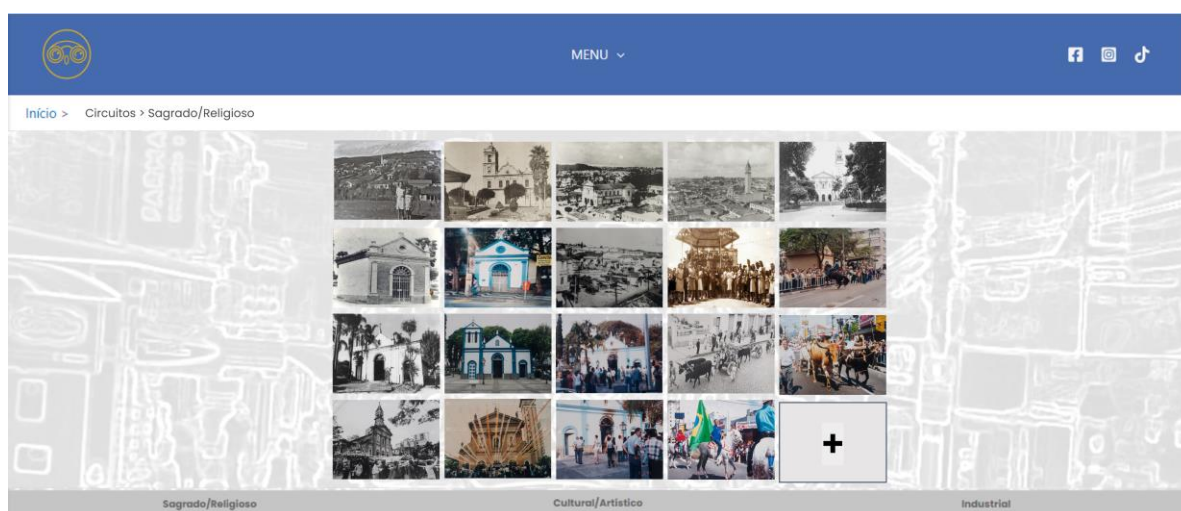 MENU
Início > Circuitos > Sagrado/Religioso
+
Sagrado/Religioso Cultural/Artístico Industrial